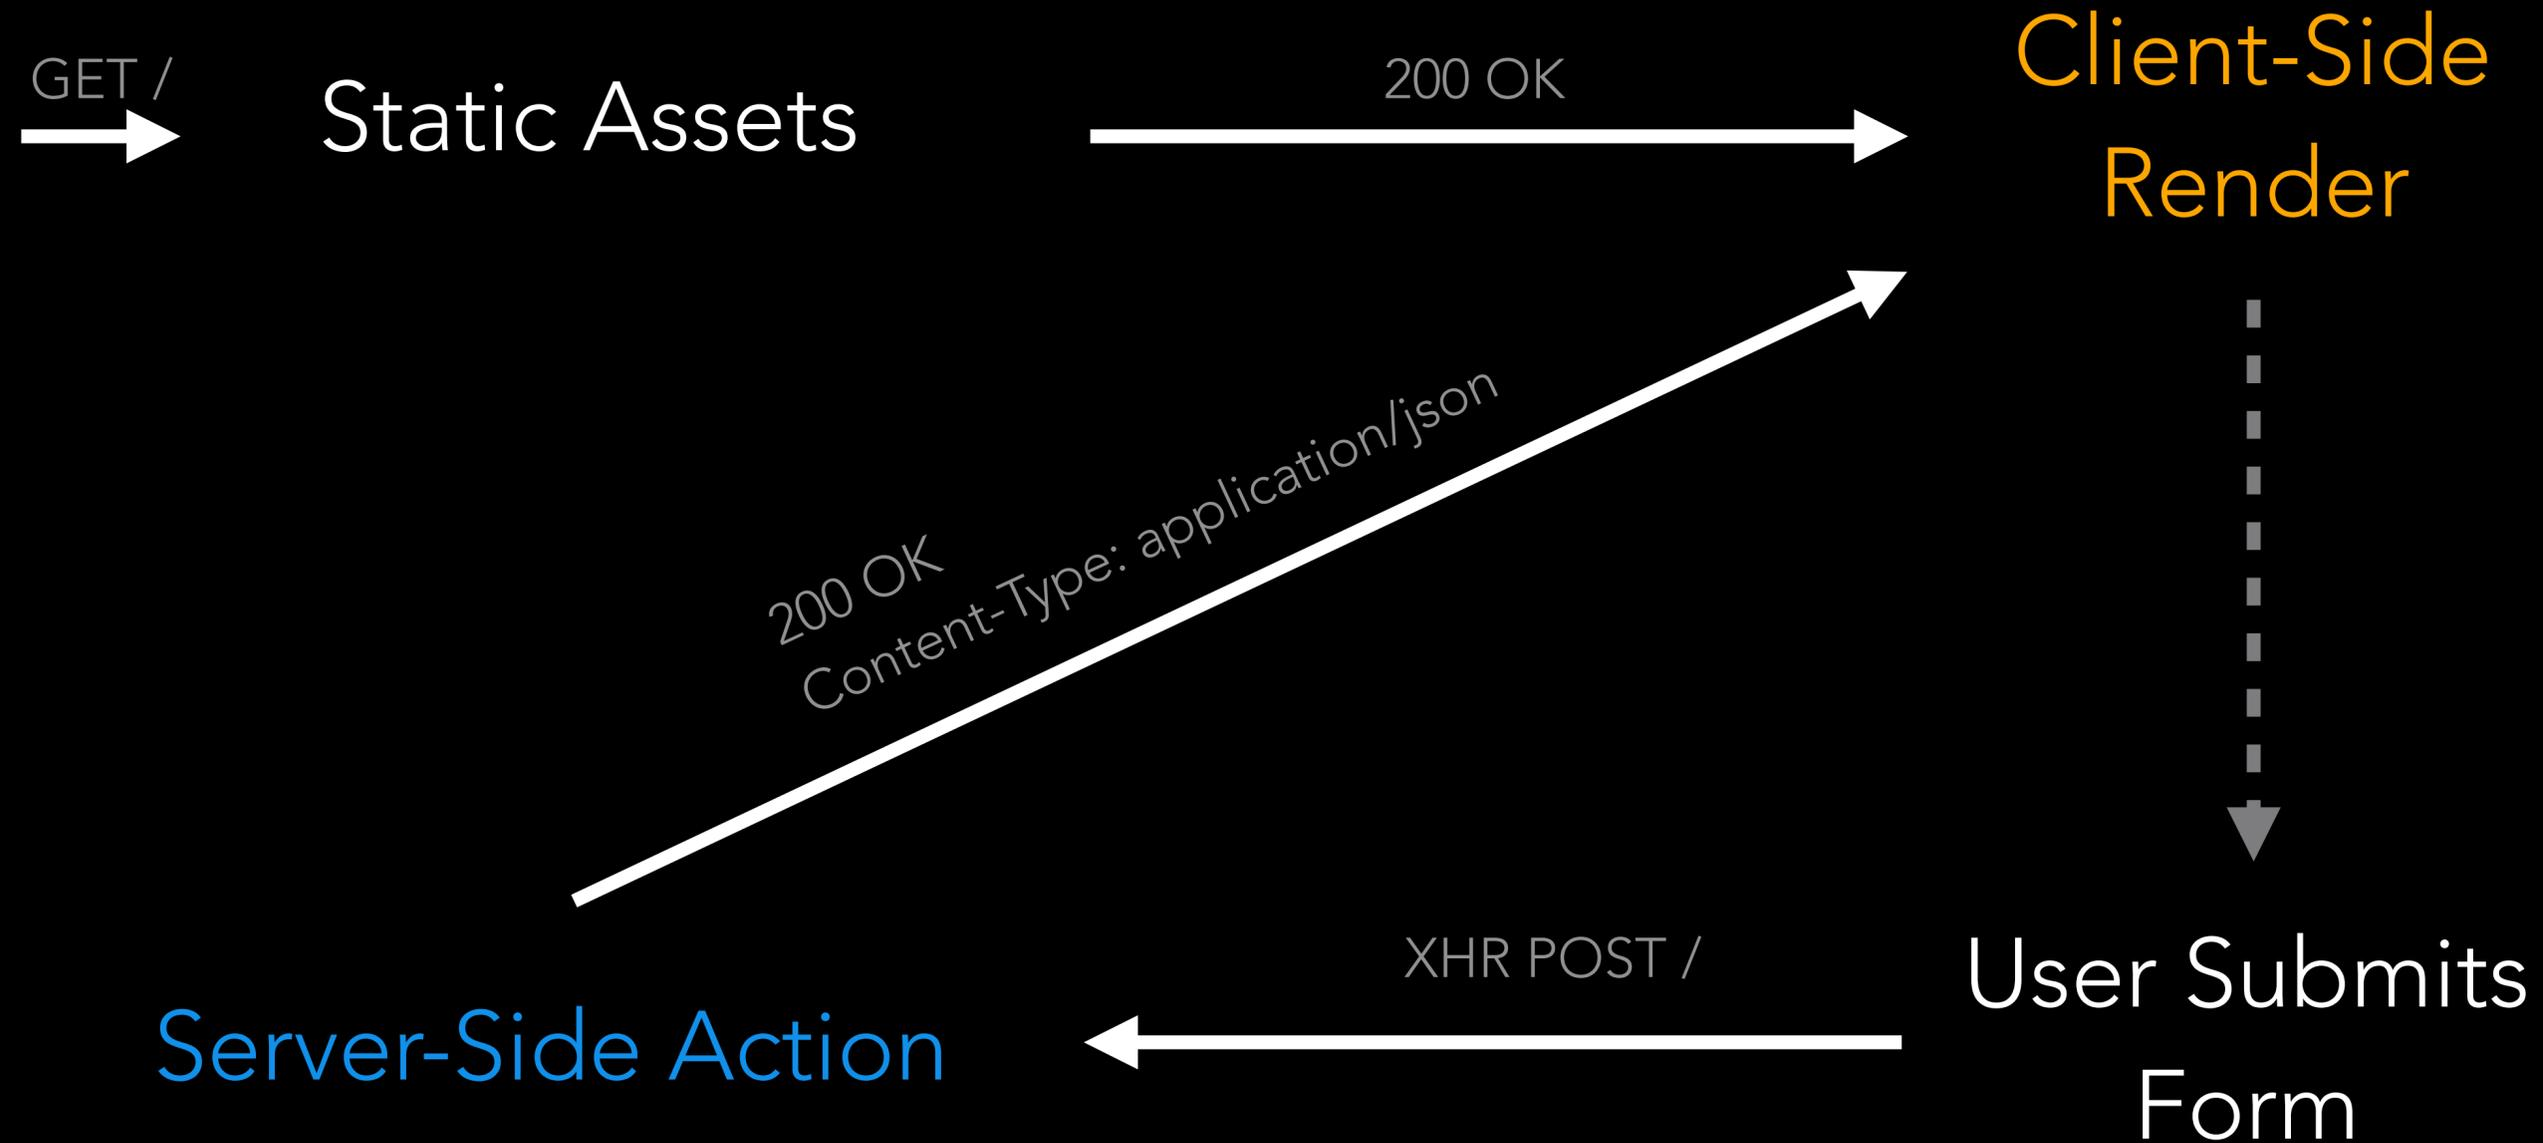 GET /
Static Assets
200 OK
Client-Side
Render
200 OK
Content-Type: application/json
XHR POST /
User Submits
Form
Server-Side Action